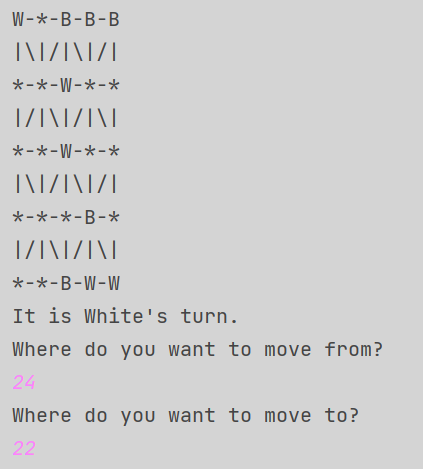 W-*-B-B-B
|\|/|\|/|
*-*-W-*-*
|/|\|/|\|
*-*-W-*-*
|\|/|\|/|
*-*-*-B-*
|/|\|/|\|
*-*-B-W-W
It is White's turn.
Where do you want to move from?
24
Where do you want to move to?
22